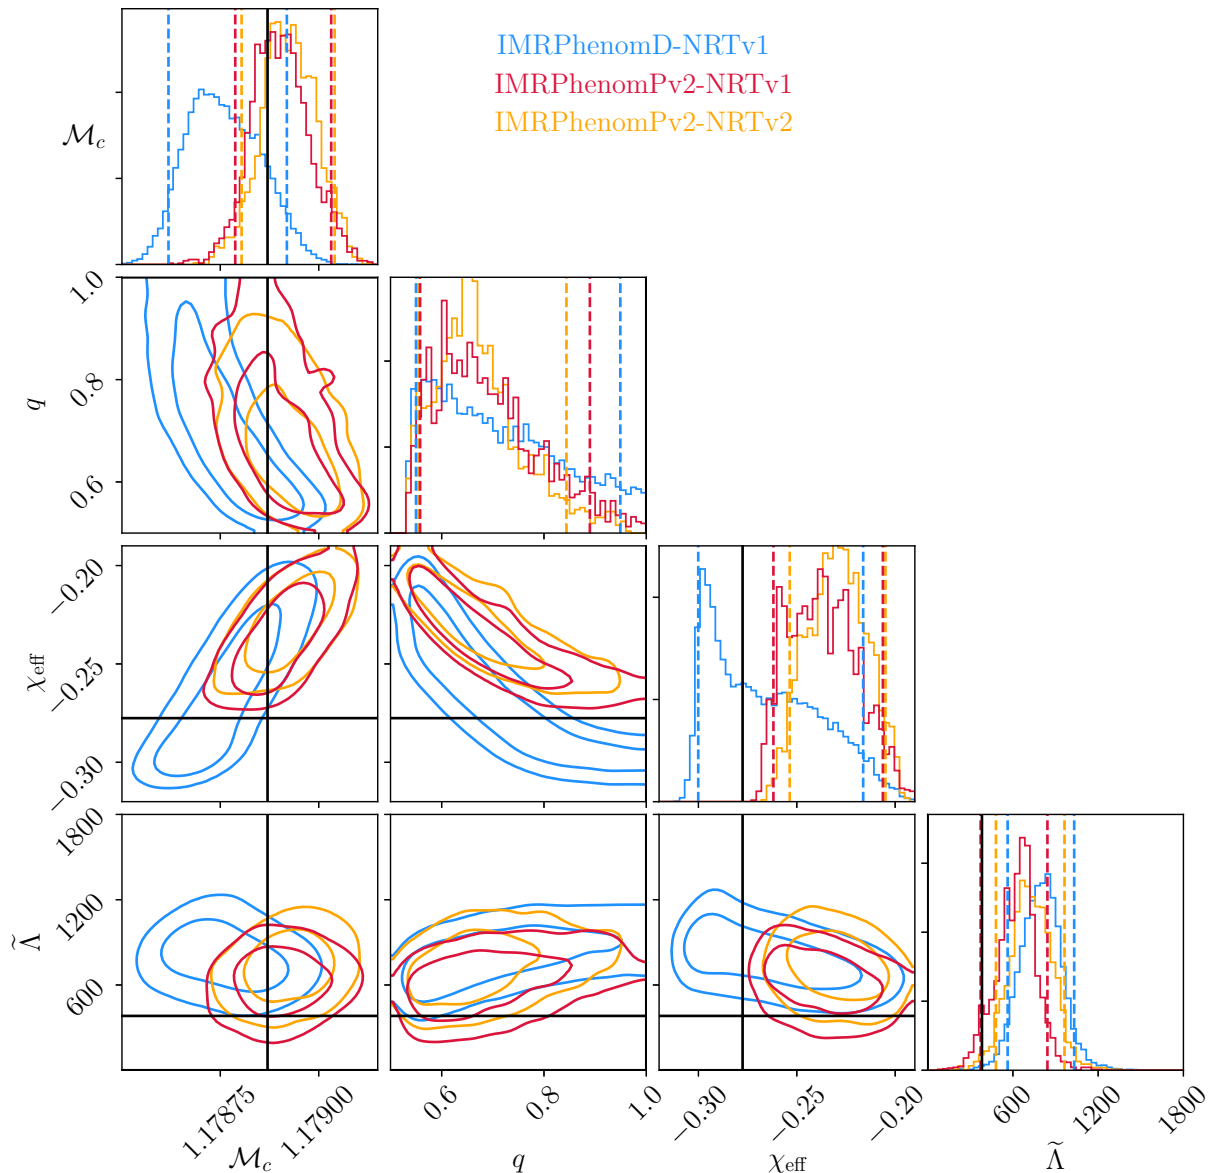 IMRPhenomD-NRTv1
IMRPhenomPv2-NRTv1
IMRPhenomPv2-NRTv2
ℳc
1.0
0.8
0.6
q
−0.20
−0.25
−0.30
χeff
1800
1200
600
Λ̃
1.17875
1.17900
ℳc
0.6
0.8
1.0
q
−0.30
−0.25
−0.20
χeff
600
1200
1800
Λ̃